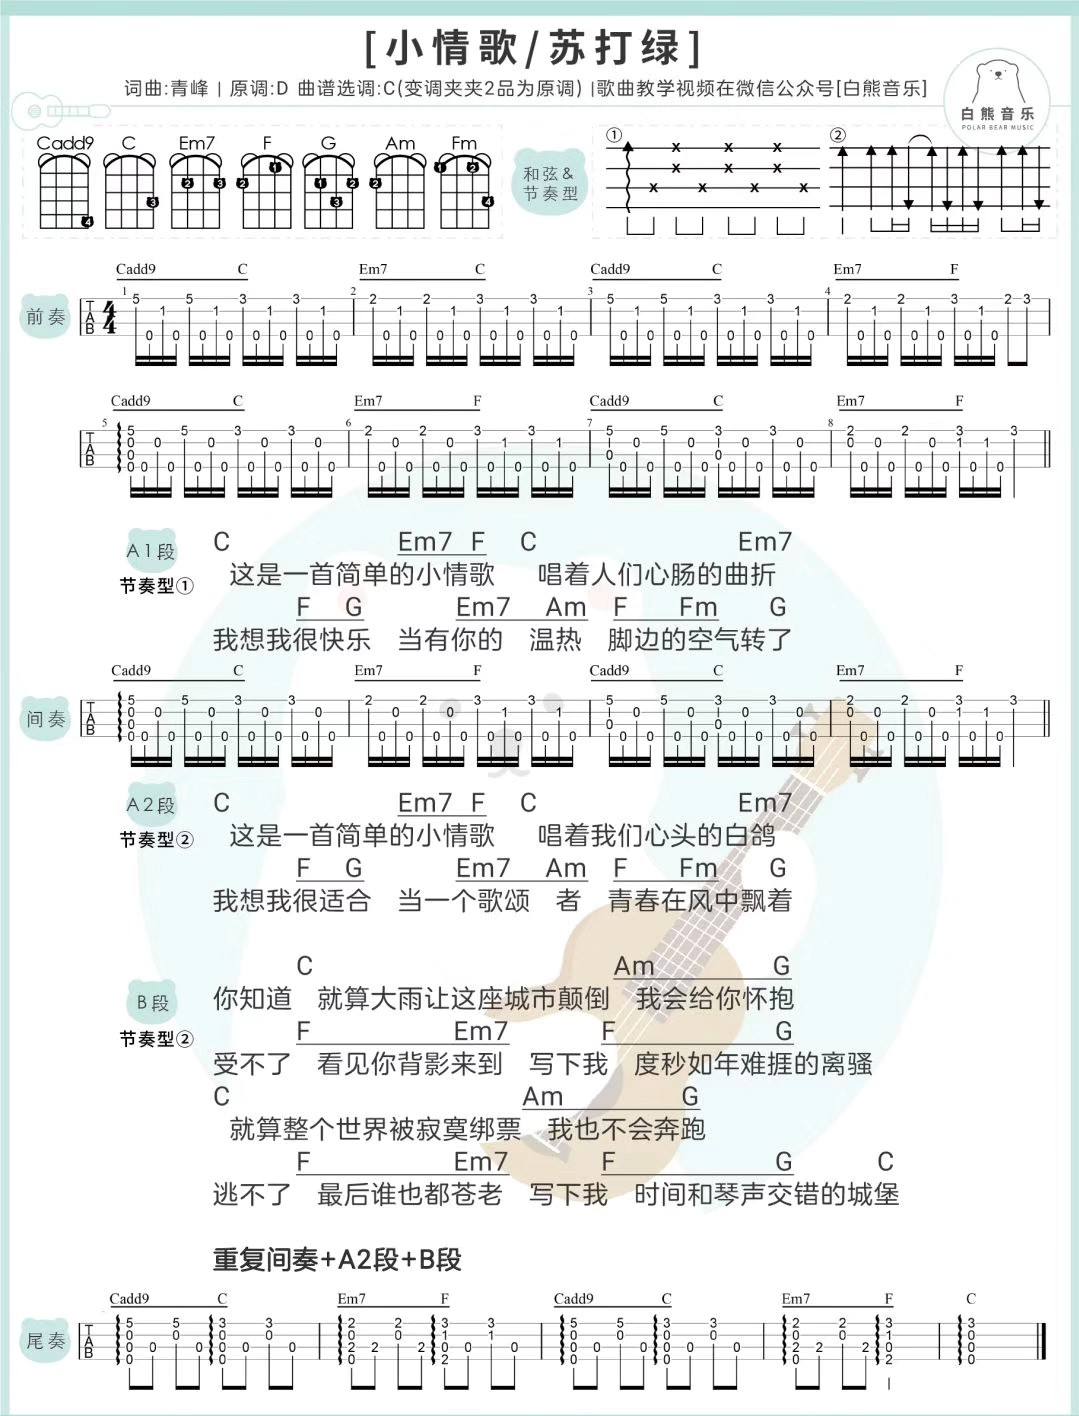 [小情歌/苏打绿]
词曲:青峰 | 原调:D 曲谱选调:C(变调夹夹2品为原调) |歌曲教学视频在微信公众号[白熊音乐]
白熊音乐
POLAR BEAR MUSIC
Cadd9 C Em7 F G Am Fm
和弦&
节奏型
① ②
Cadd9 C Em7 C Cadd9 C Em7 F
前奏
Cadd9 C Em7 F Cadd9 C Em7 F
C Em7 F C Em7
A1段
这是一首简单的小情歌 唱着人们心肠的曲折
节奏型①
F G Em7 Am F Fm G
我想我很快乐 当有你的 温热 脚边的空气转了
Cadd9 C Em7 F Cadd9 C Em7 F
间奏
C Em7 F C Em7
A2段
这是一首简单的小情歌 唱着我们心头的白鸽
节奏型②
F G Em7 Am F Fm G
我想我很适合 当一个歌颂 者 青春在风中飘着
C Am G
B段
你知道 就算大雨让这座城市颠倒 我会给你怀抱
节奏型②
F Em7 F G
受不了 看见你背影来到 写下我 度秒如年难捱的离骚
C Am G
就算整个世界被寂寞绑票 我也不会奔跑
F Em7 F G C
逃不了 最后谁也都苍老 写下我 时间和琴声交错的城堡
重复间奏+A2段+B段
Cadd9 C Em7 F Cadd9 C Em7 F C
尾奏